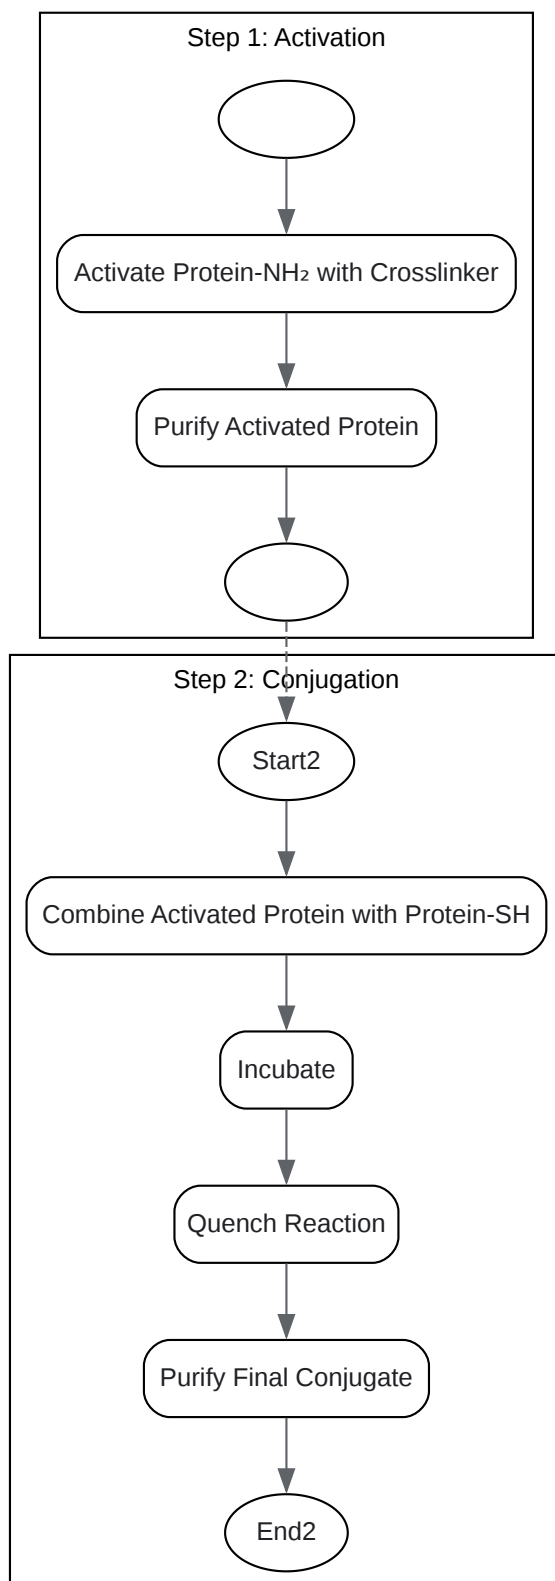 Step 1: Activation
Activate Protein-NH₂ with Crosslinker
Purify Activated Protein
Step 2: Conjugation
Start2
Combine Activated Protein with Protein-SH
Incubate
Quench Reaction
Purify Final Conjugate
End2